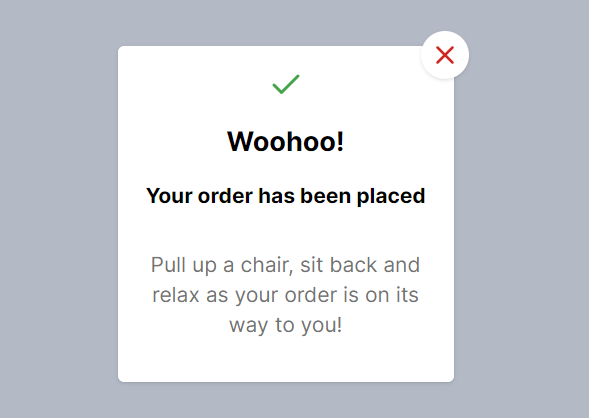 Woohoo!
Your order has been placed
Pull up a chair, sit back and
relax as your order is on its
way to you!